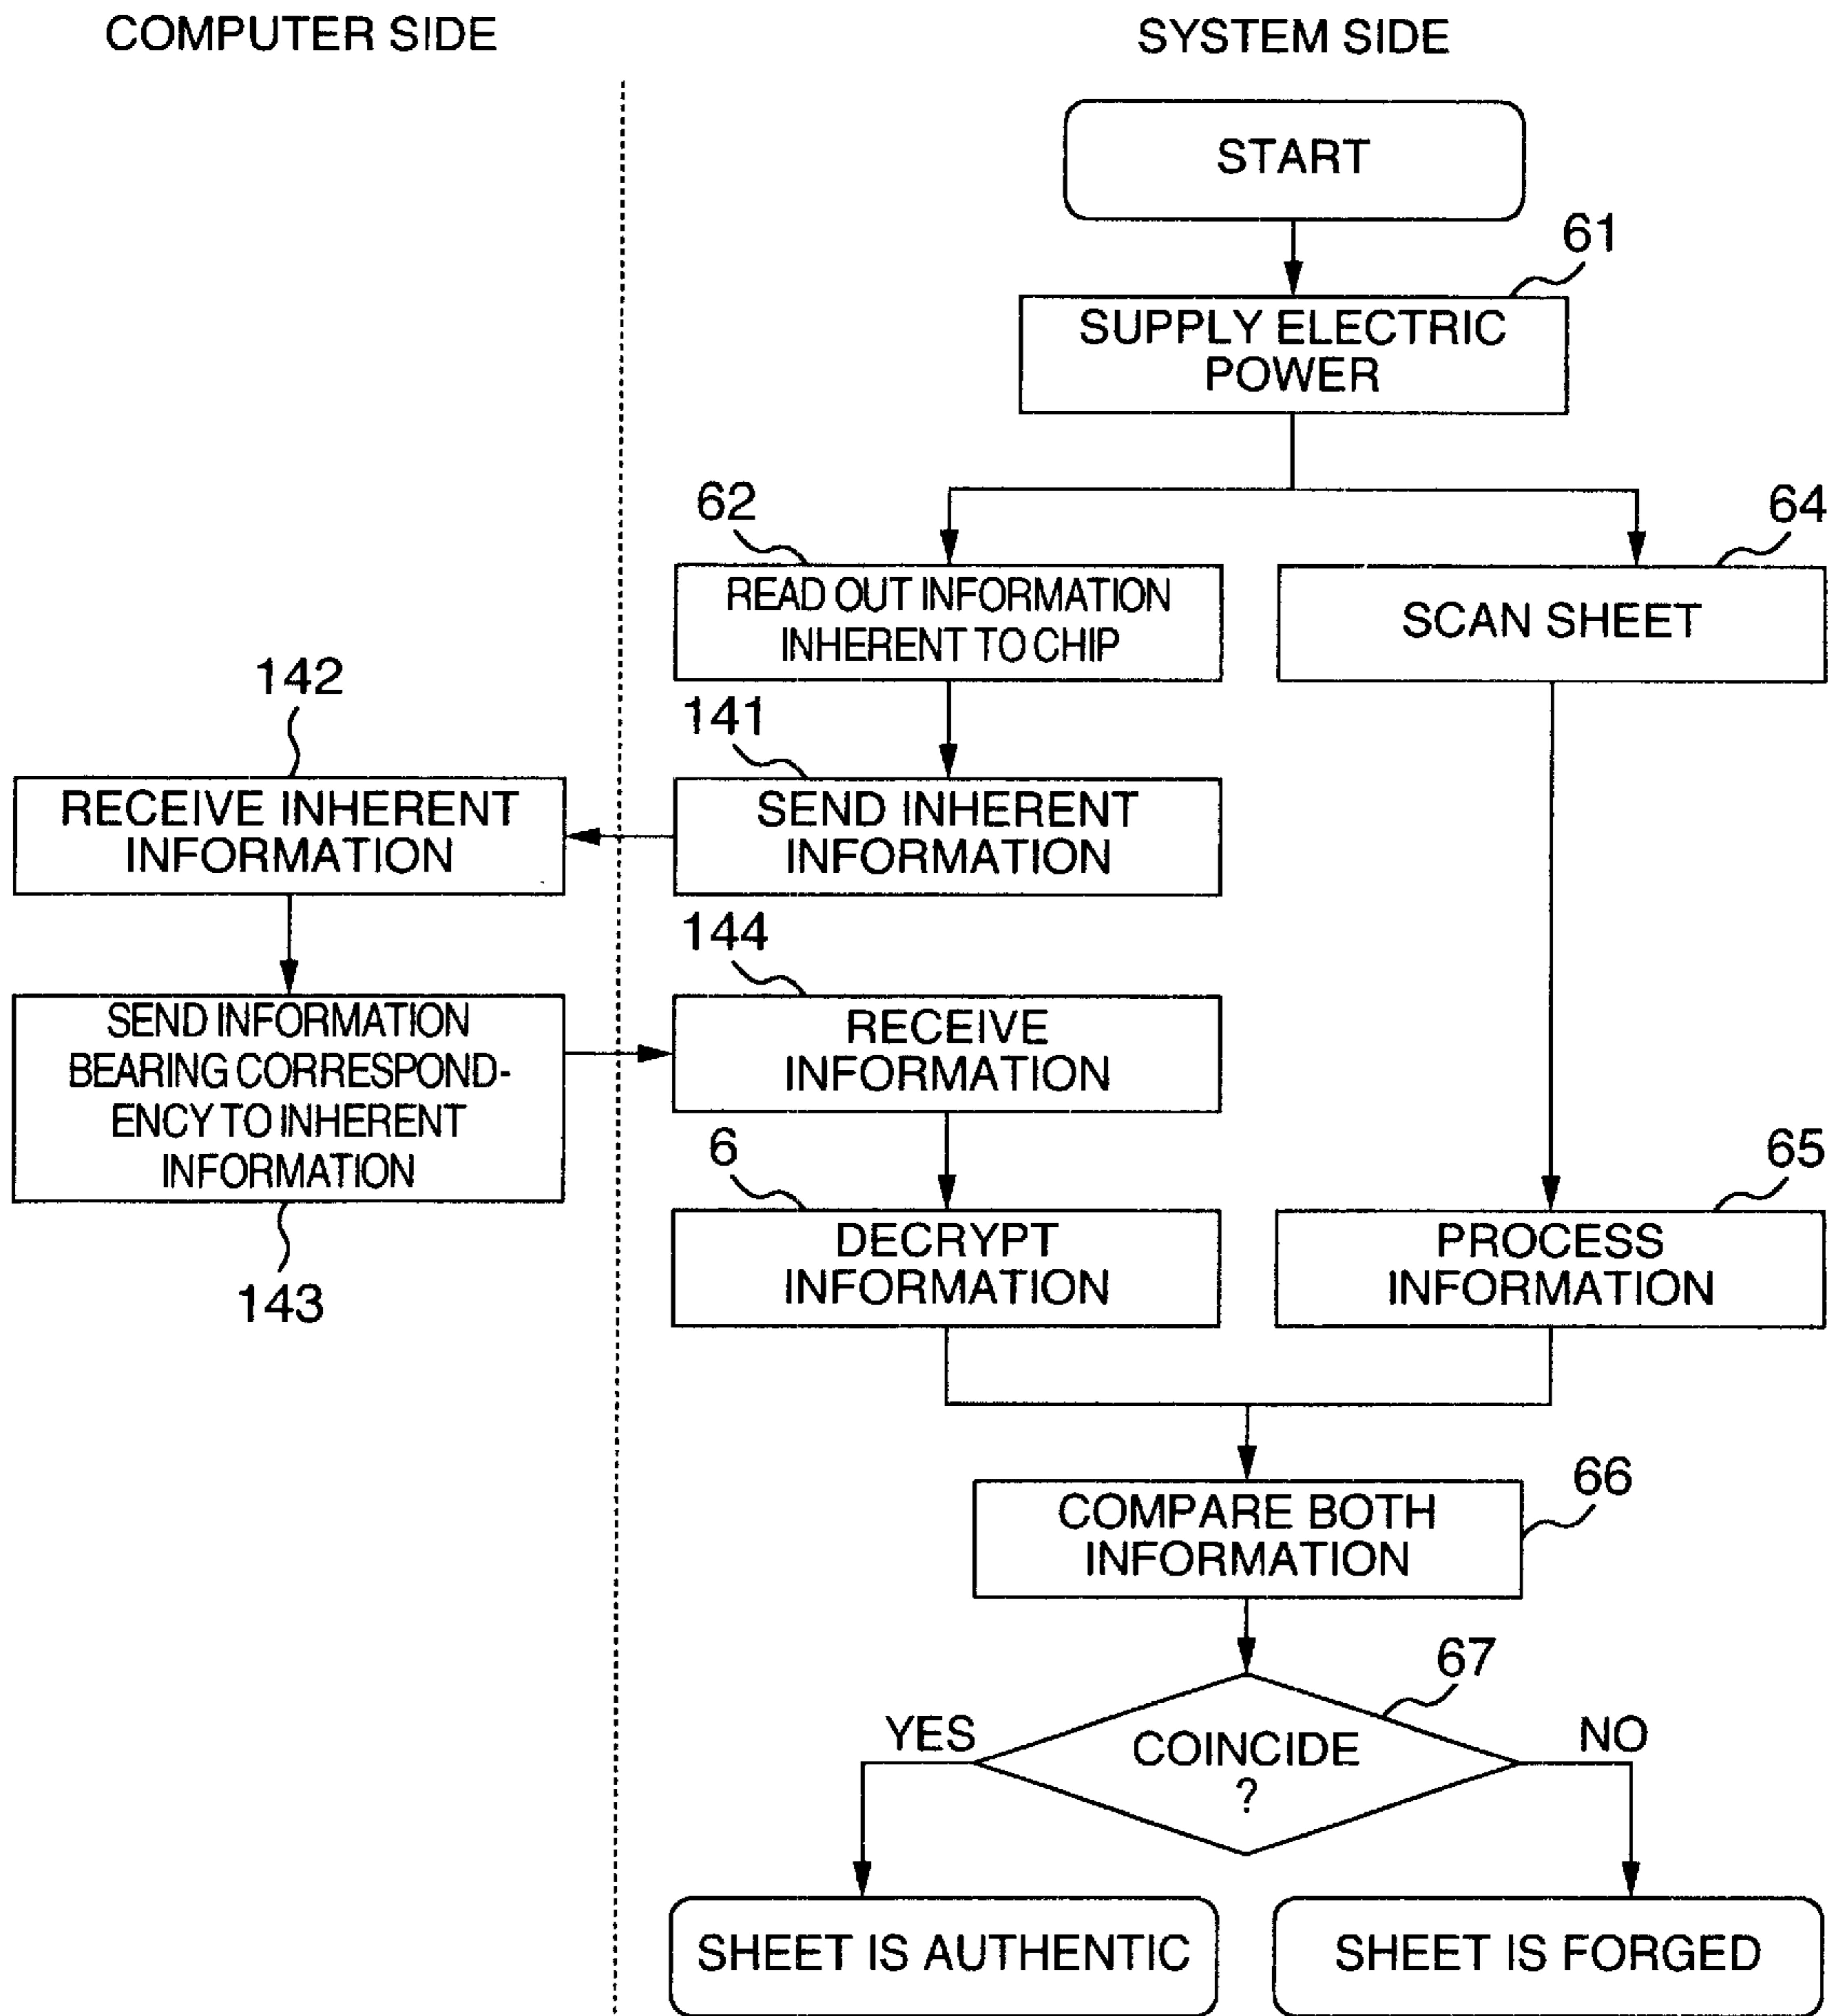 COMPUTER SIDE
SYSTEM SIDE
START
61
SUPPLY ELECTRIC
POWER
62
64
READ OUT INFORMATION
INHERENT TO CHIP
SCAN SHEET
142
141
RECEIVE INHERENT
INFORMATION
SEND INHERENT
INFORMATION
144
SEND INFORMATION
BEARING CORRESPOND-
ENCY TO INHERENT
INFORMATION
143
RECEIVE
INFORMATION
6
65
DECRYPT
INFORMATION
PROCESS
INFORMATION
66
COMPARE BOTH
INFORMATION
67
YES
COINCIDE
?
NO
SHEET IS AUTHENTIC
SHEET IS FORGED